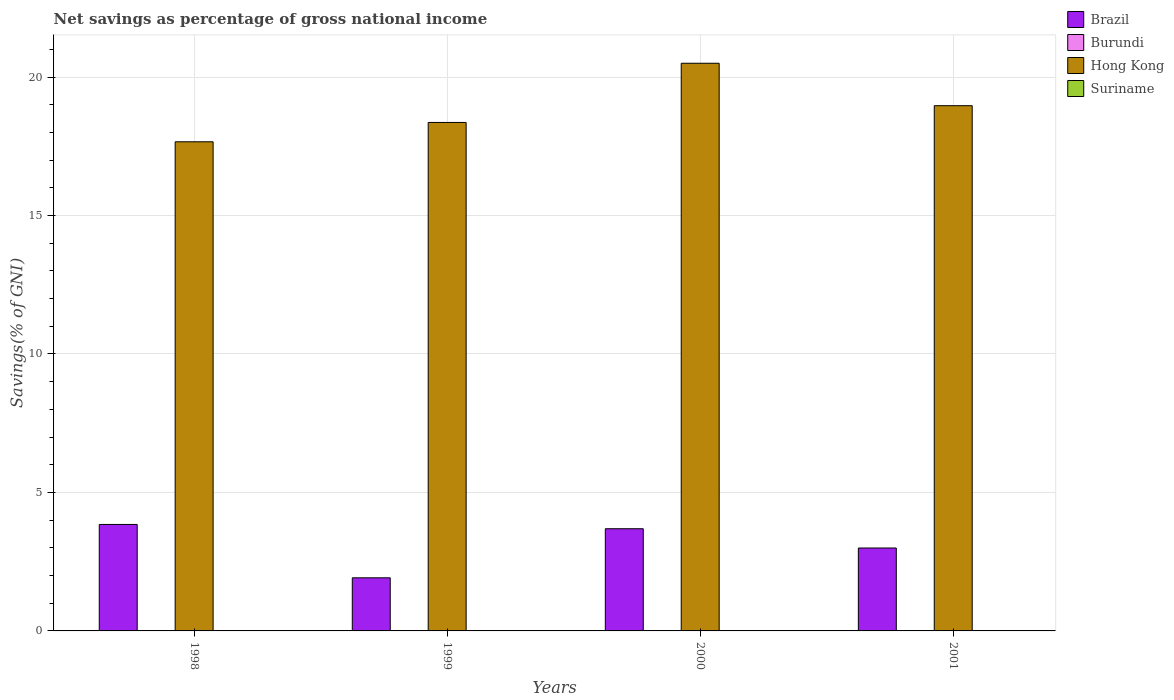 Net savings as percentage of gross national income
Brazil
Burundi
Hong Kong
Suriname
Savings(% of GNI)
20
15
10
5
0
1998
1999
2000
2001
Years